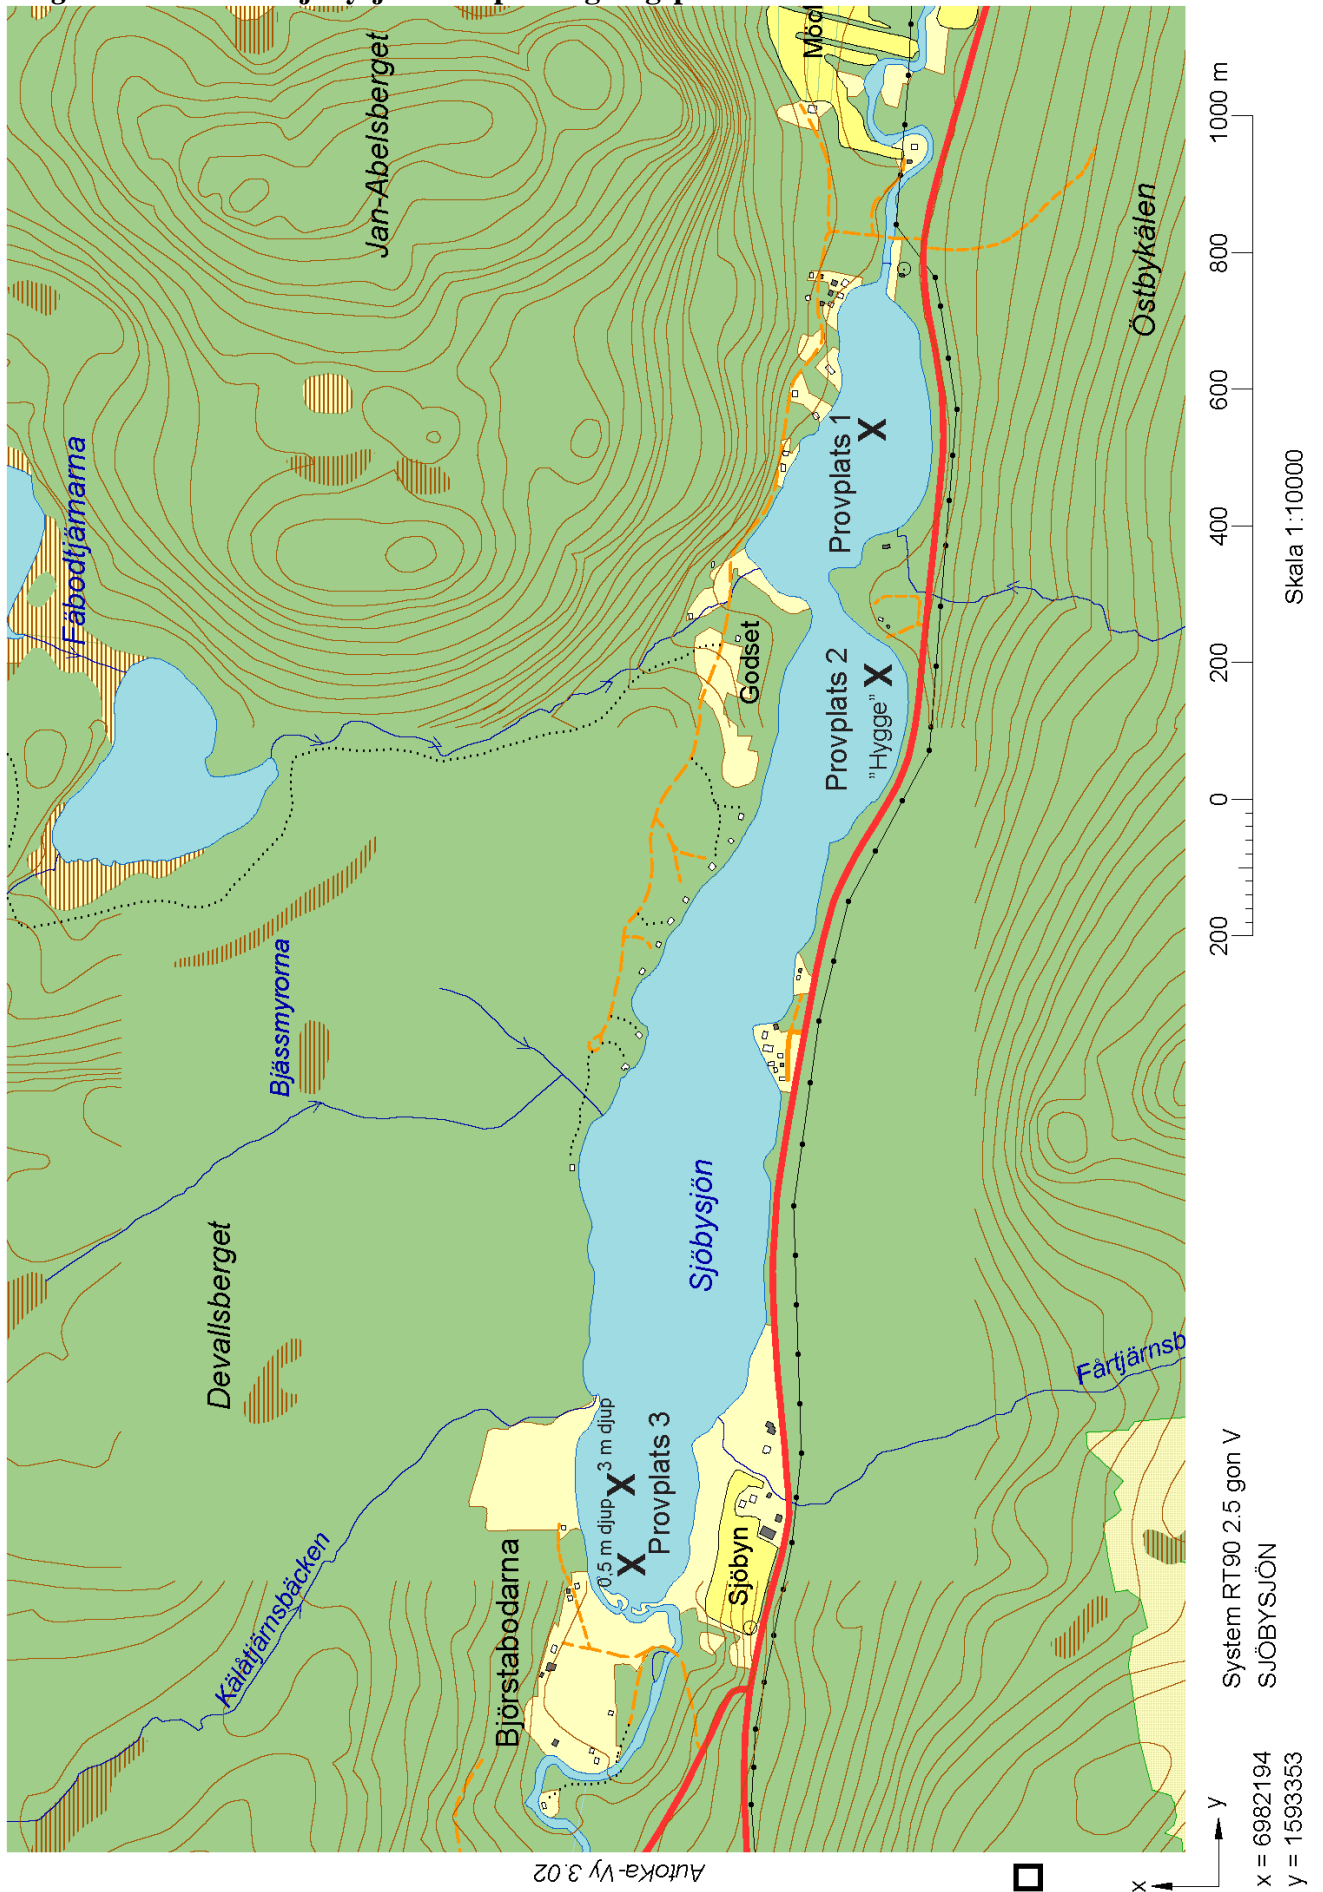 Jan-Abelsberget
Fäbodtjärnarna
Bjässmyrorna
Devallsberget
Kälåtjärnsbäcken
Björstabodarna
Godset
Provplats 1
X
Provplats 2
"Hygge" X
Sjöbysjön
0,5 m djup
X
3 m djup
X
Provplats 3
Sjöbyn
Östbykälen
Fårtjärnsb
200 0 200 400 600 800 1000 m
Skala 1:10000
System RT90 2.5 gon V
SJÖBYSJÖN
x
y
x = 6982194
y = 1593353
AutoKa-Vy 3.02